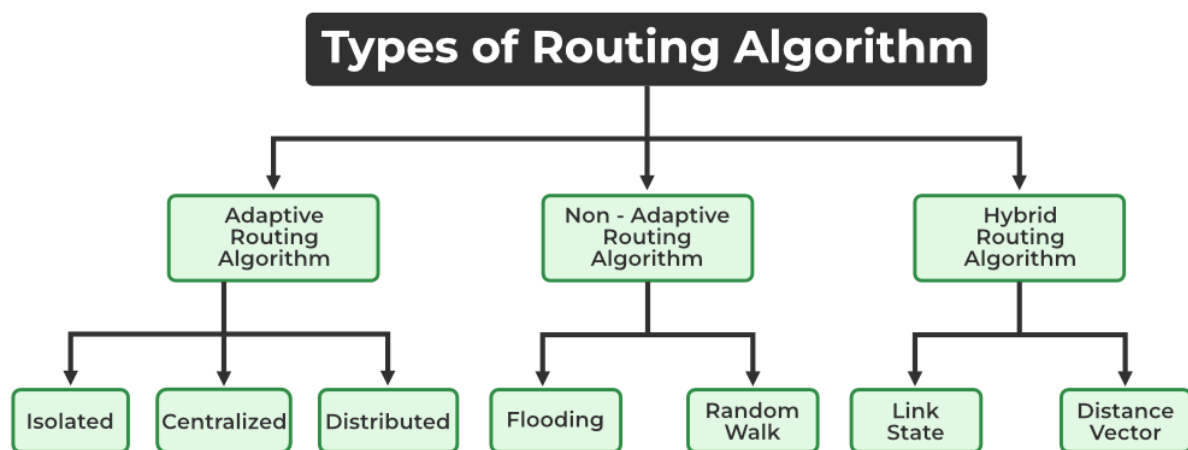 Types of Routing Algorithm
Adaptive
Routing
Algorithm
Non - Adaptive
Routing
Algorithm
Hybrid
Routing
Algorithm
Isolated
Centralized
Distributed
Flooding
Random
Walk
Link
State
Distance
Vector